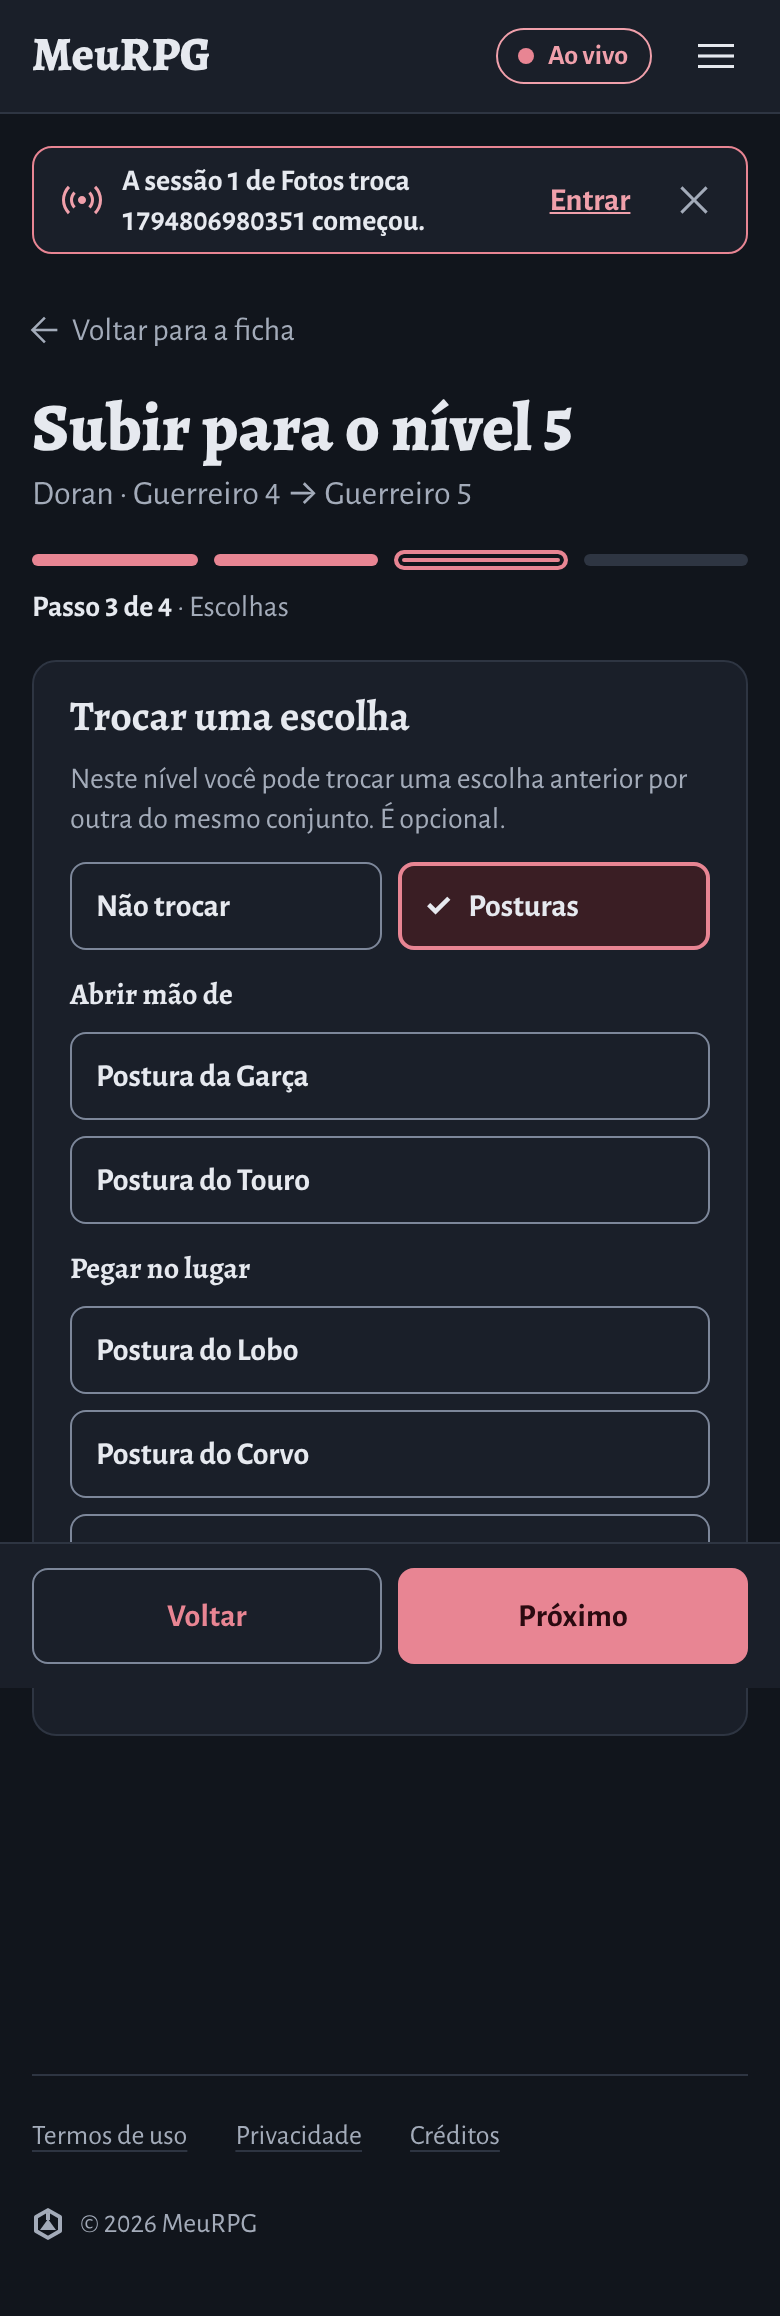 MeuRPG
Ao vivo
A sessão 1 de Fotos troca
1794806980351 começou.
Entrar
Voltar para a ficha
Subir para o nível 5
Doran · Guerreiro 4 → Guerreiro 5
Passo 3 de 4 · Escolhas
Trocar uma escolha
Neste nível você pode trocar uma escolha anterior por
outra do mesmo conjunto. É opcional.
Não trocar
Posturas
Abrir mão de
Postura da Garça
Postura do Touro
Pegar no lugar
Postura do Lobo
Postura do Corvo
Voltar
Próximo
Termos de uso
Privacidade
Créditos
© 2026 MeuRPG